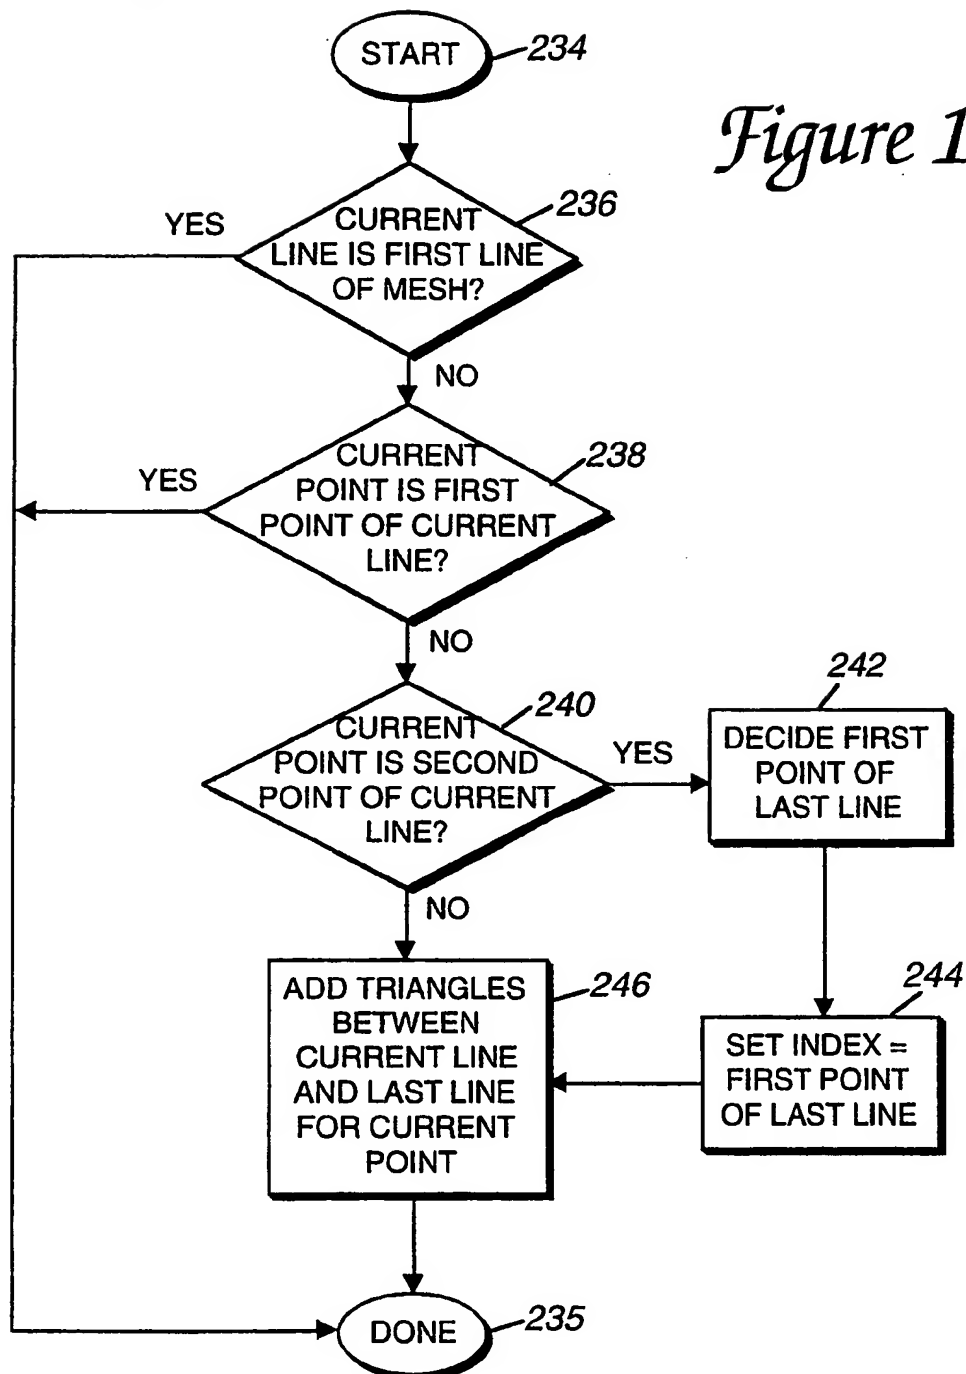 START
234
Figure 1
CURRENT
LINE IS FIRST LINE
OF MESH?
236
YES
NO
CURRENT
POINT IS FIRST
POINT OF CURRENT
LINE?
238
YES
NO
CURRENT
POINT IS SECOND
POINT OF CURRENT
LINE?
240
YES
242
DECIDE FIRST
POINT OF
LAST LINE
NO
244
SET INDEX =
FIRST POINT
OF LAST LINE
ADD TRIANGLES
BETWEEN
CURRENT LINE
AND LAST LINE
FOR CURRENT
POINT
246
DONE
235